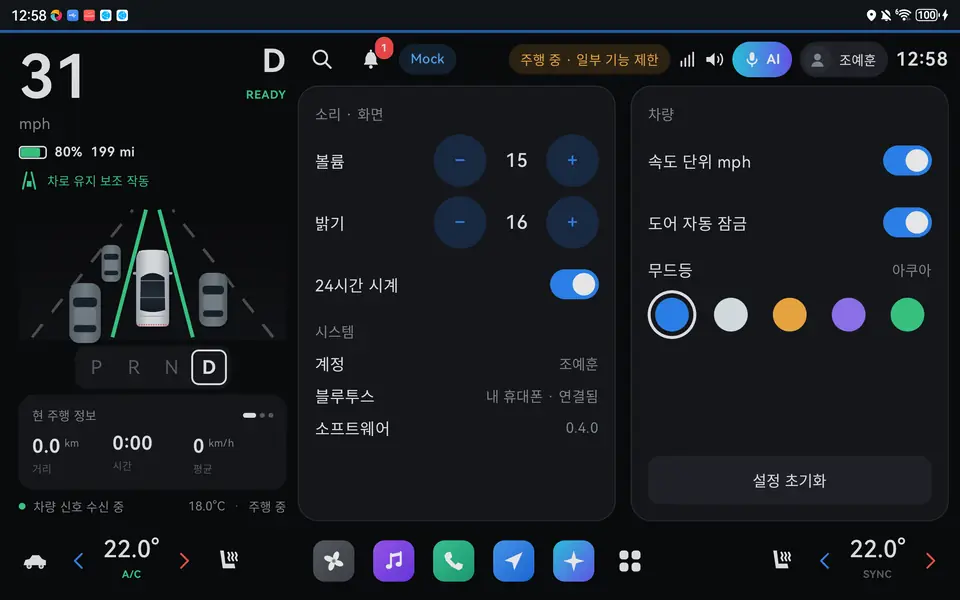 12:58
100
31
D
READY
mph
80% 199 mi
차로 유지 보조 작동
P R N D
현 주행 정보
0.0 km
거리
0:00
시간
0 km/h
평균
차량 신호 수신 중
18.0°C · 주행 중
1
Mock
주행 중 · 일부 기능 제한
AI
조예훈
12:58
소리 · 화면
볼륨
− 15 +
밝기
− 16 +
24시간 시계
시스템
계정 조예훈
블루투스 내 휴대폰 · 연결됨
소프트웨어 0.4.0
차량
속도 단위 mph
도어 자동 잠금
무드등 아쿠아
설정 초기화
22.0°
A/C
22.0°
SYNC